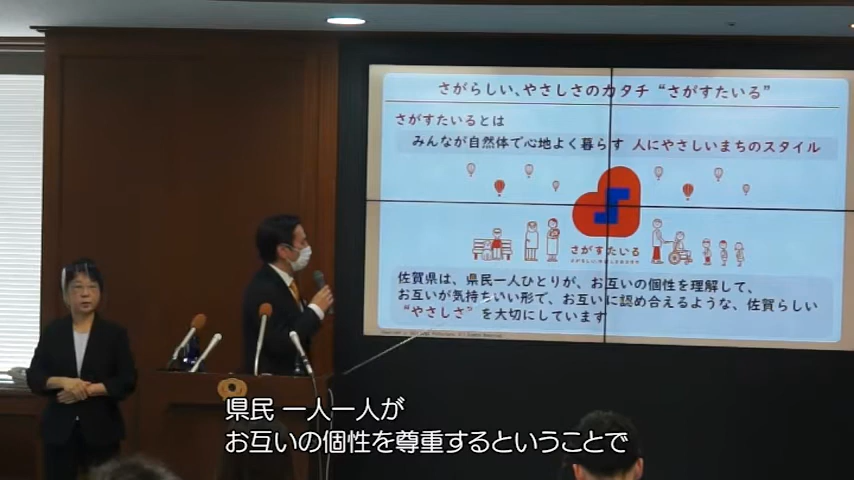 さがらしい、やさしさのカタチ “さがすたいる”
さがすたいるとは
みんなが自然体で心地よく暮らす 人にやさしいまちのスタイル
さがすたいる
佐賀県は、県民一人ひとりが、お互いの個性を理解して、
お互いが気持ちいい形で、お互いに認め合えるような、佐賀らしい
“やさしさ” を大切にしています
県民 一人一人が
お互いの個性を尊重するということで